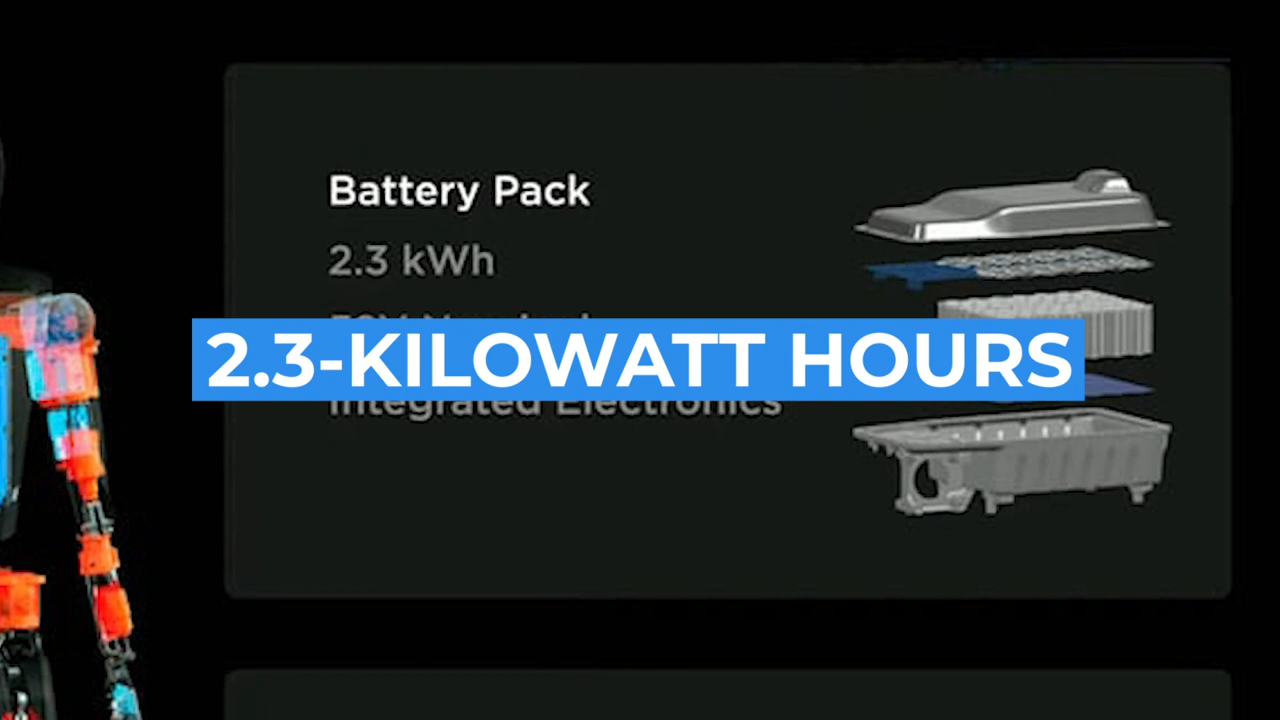 Battery Pack
2.3 kWh
2.3-KILOWATT HOURS
Integrated Electronics